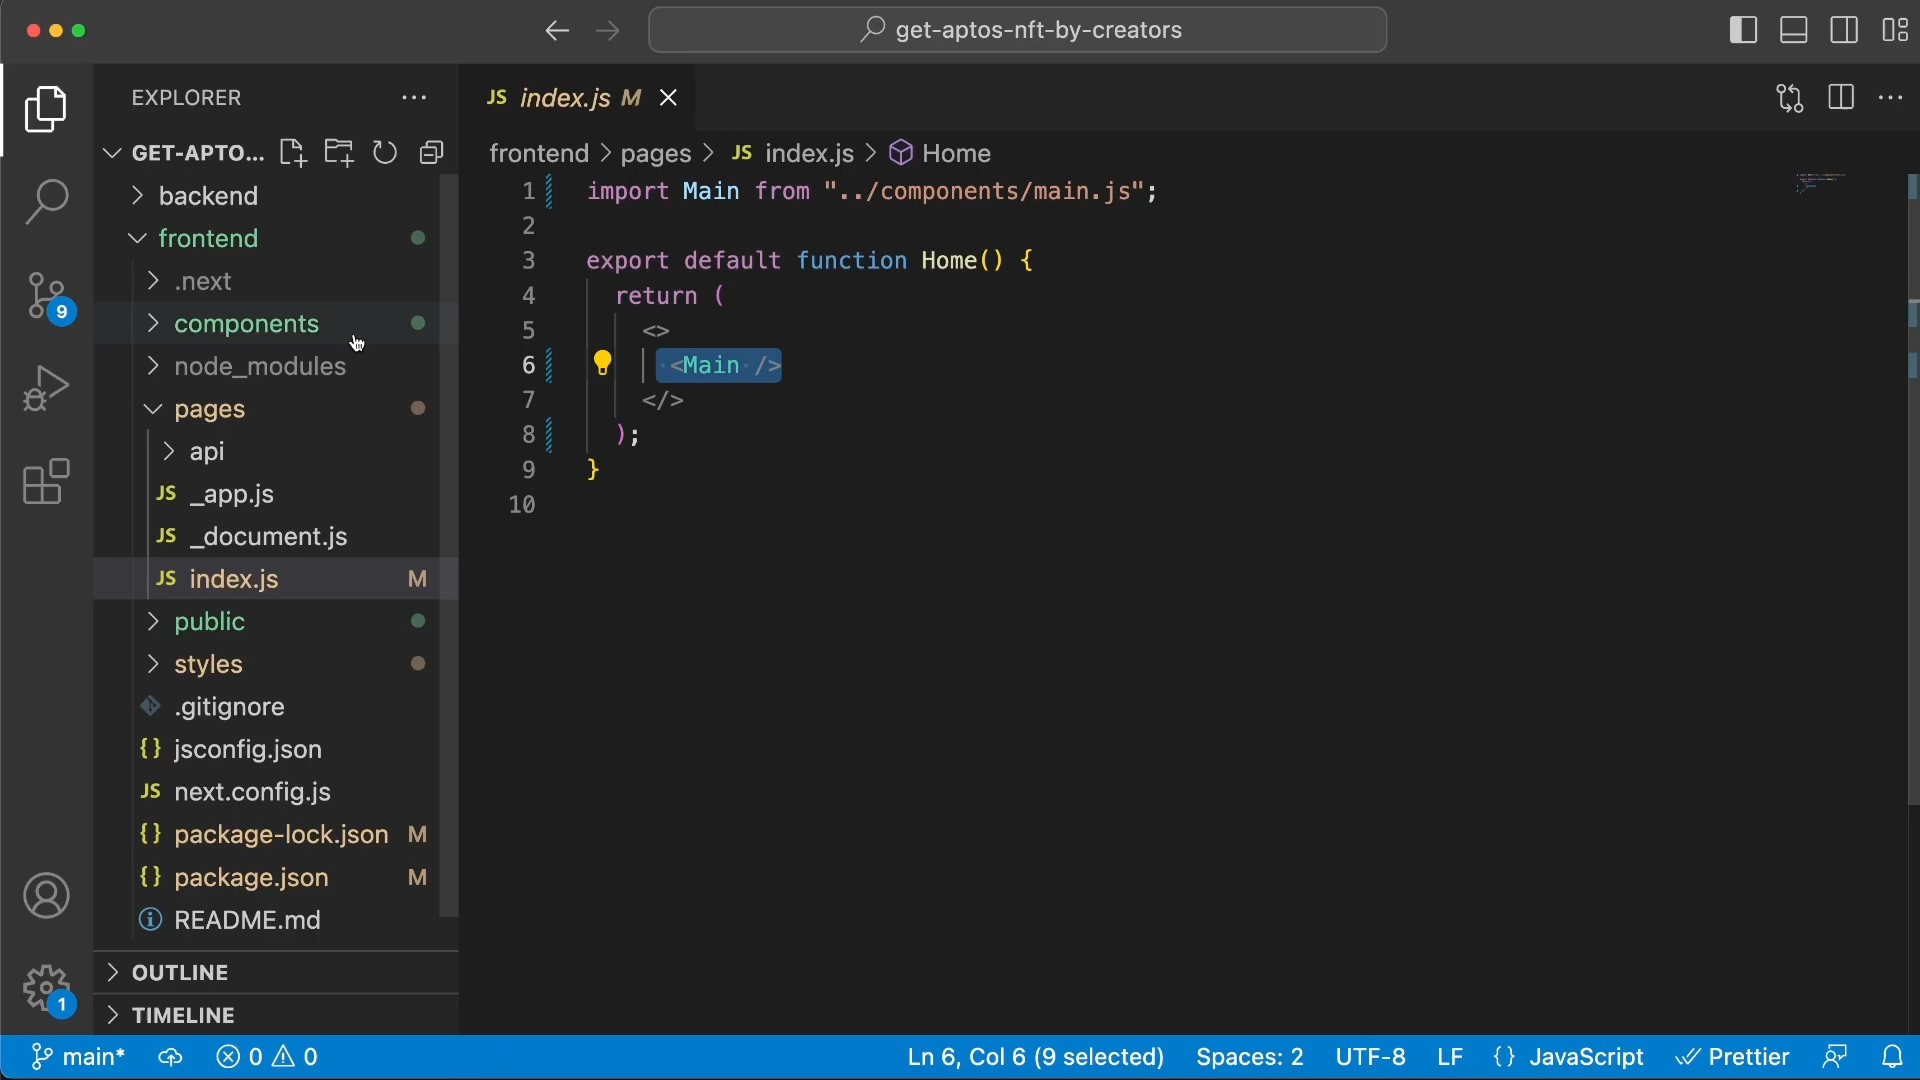 get-aptos-nft-by-creators
EXPLORER
GET-APTO...
backend
frontend
.next
components
node_modules
pages
api
JS _app.js
JS _document.js
JS index.js M
public
styles
.gitignore
{} jsconfig.json
JS next.config.js
{} package-lock.json M
{} package.json M
README.md
OUTLINE
TIMELINE
9
1
JS index.js M
frontend > pages > JS index.js > Home
1 import Main from "../components/main.js";
2
3 export default function Home() {
4 return (
5 <>
6 <Main />
7 </>
8 );
9 }
10
main* 0 0 Ln 6, Col 6 (9 selected) Spaces: 2 UTF-8 LF {} JavaScript Prettier